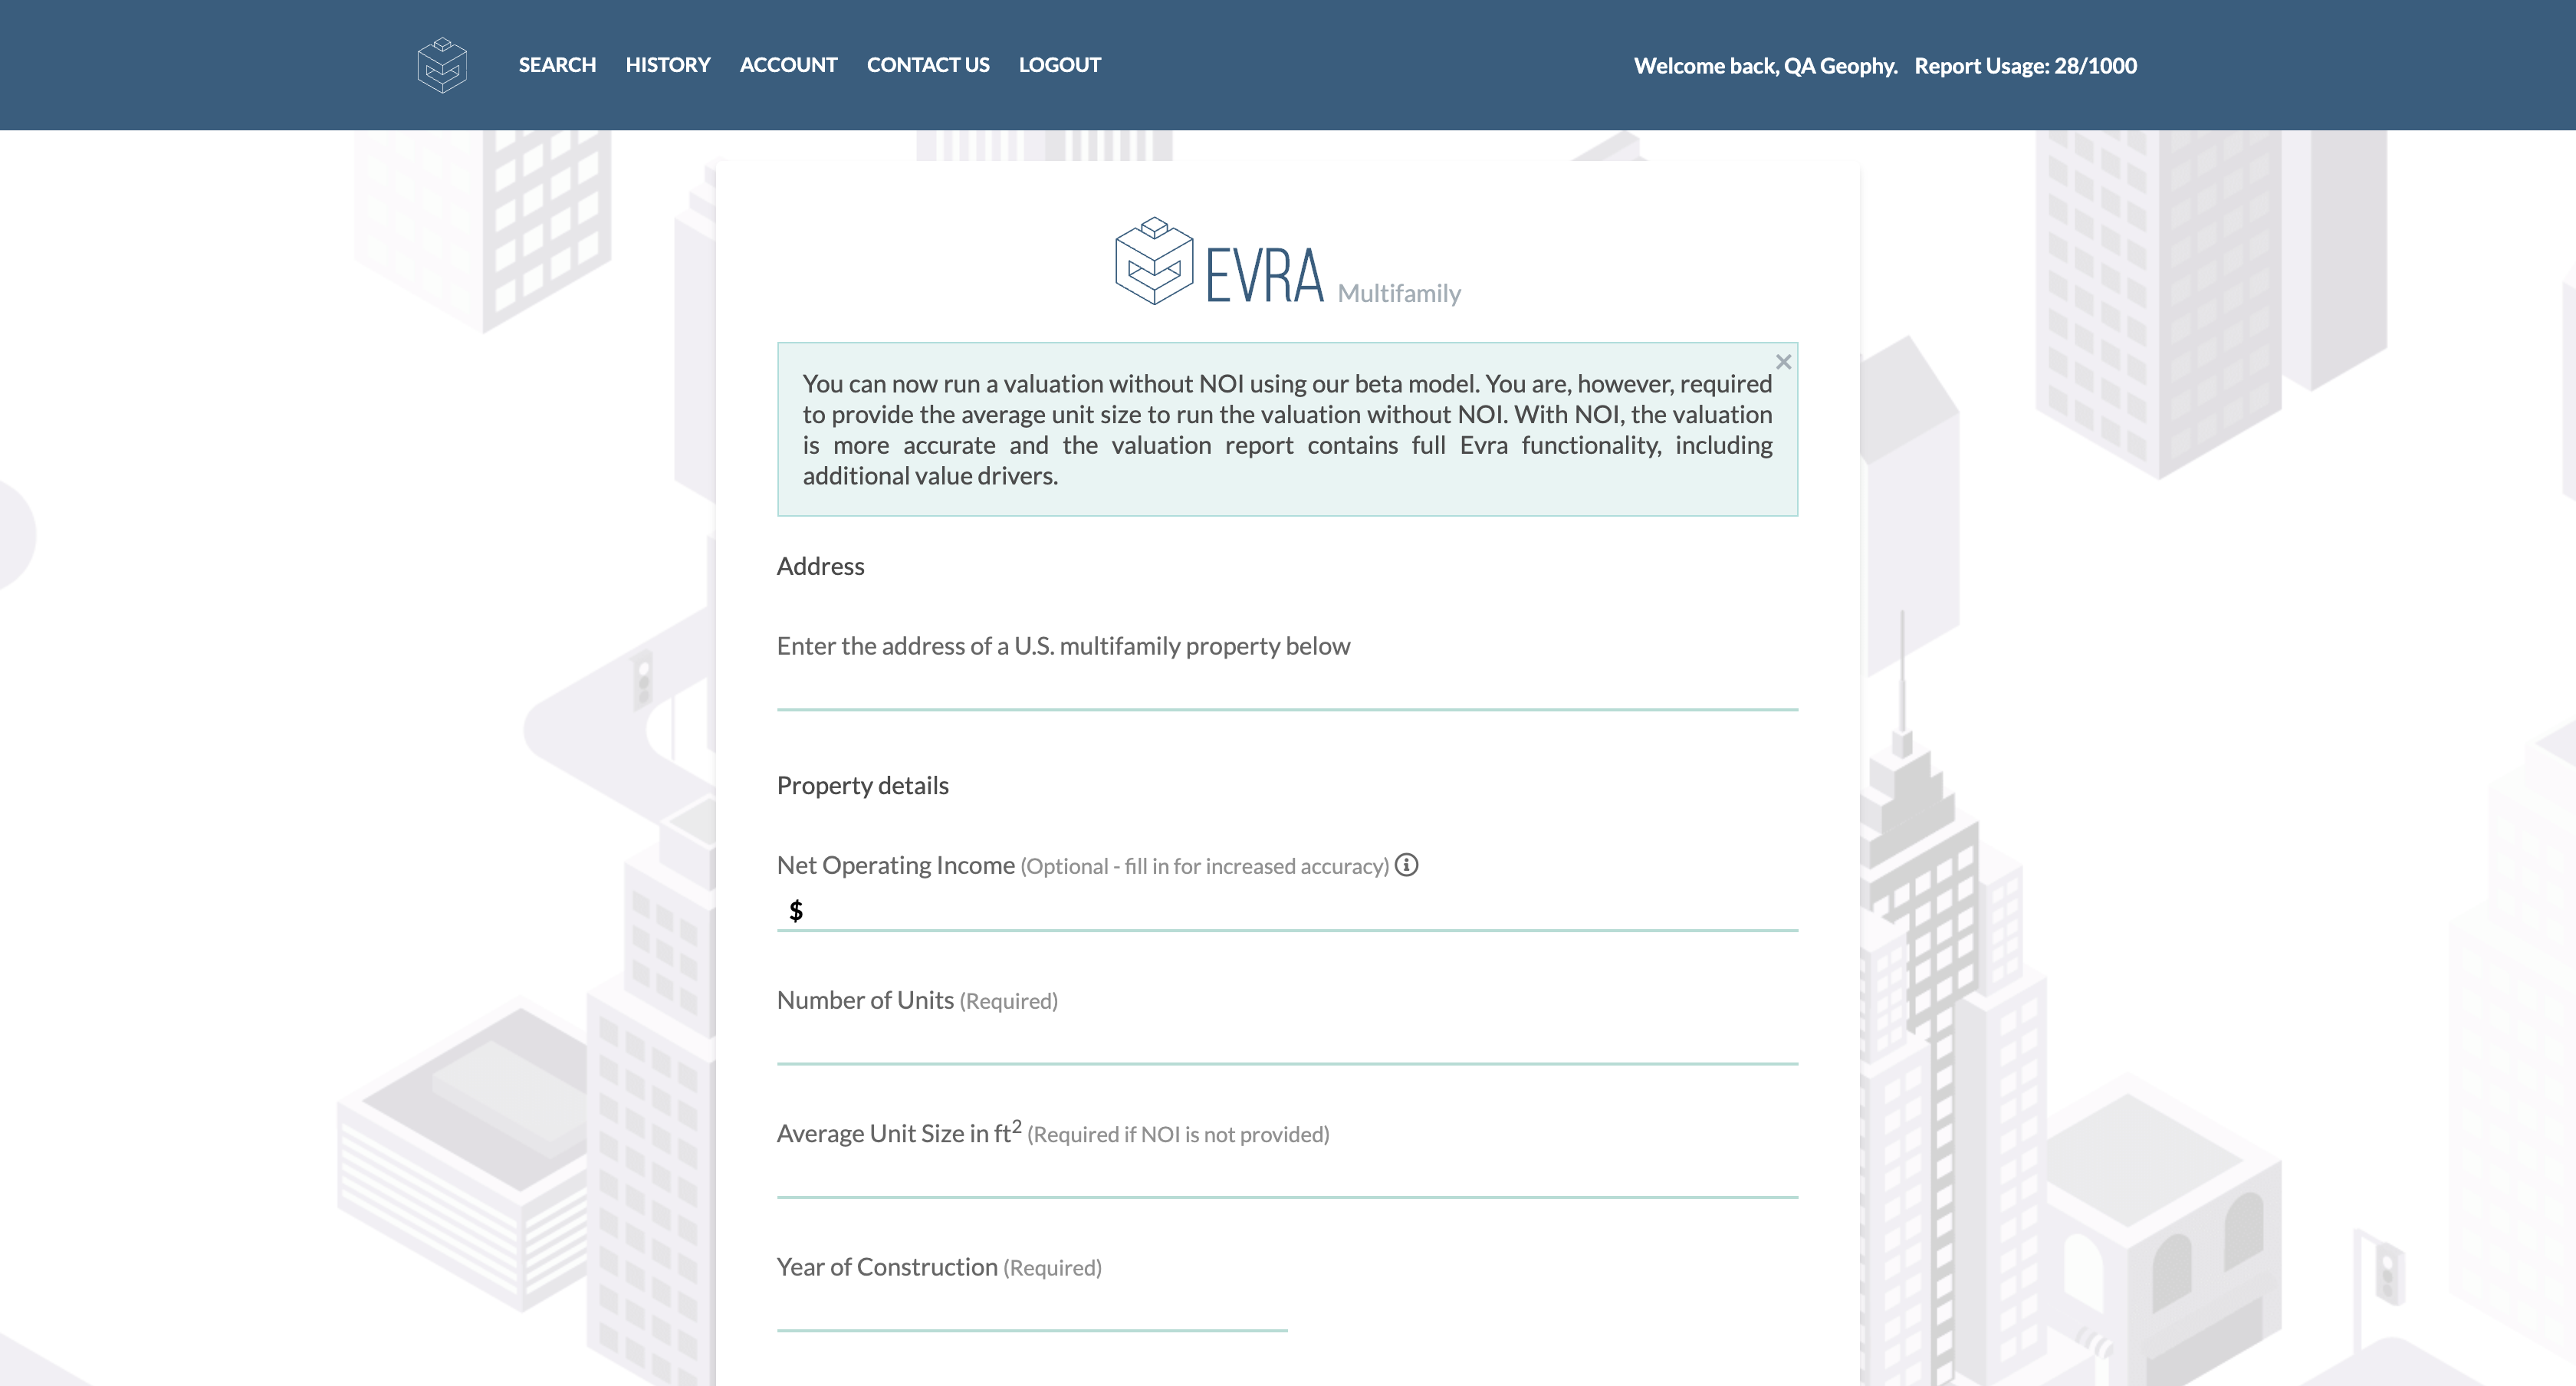 SEARCH HISTORY ACCOUNT CONTACT US LOGOUT Welcome back, QA Geophy. Report Usage: 28/1000
EVRA Multifamily
You can now run a valuation without NOI using our beta model. You are, however, required
to provide the average unit size to run the valuation without NOI. With NOI, the valuation
is more accurate and the valuation report contains full Evra functionality, including
additional value drivers.
Address
Enter the address of a U.S. multifamily property below
Property details
Net Operating Income (Optional - fill in for increased accuracy)
$
Number of Units (Required)
Average Unit Size in ft² (Required if NOI is not provided)
Year of Construction (Required)